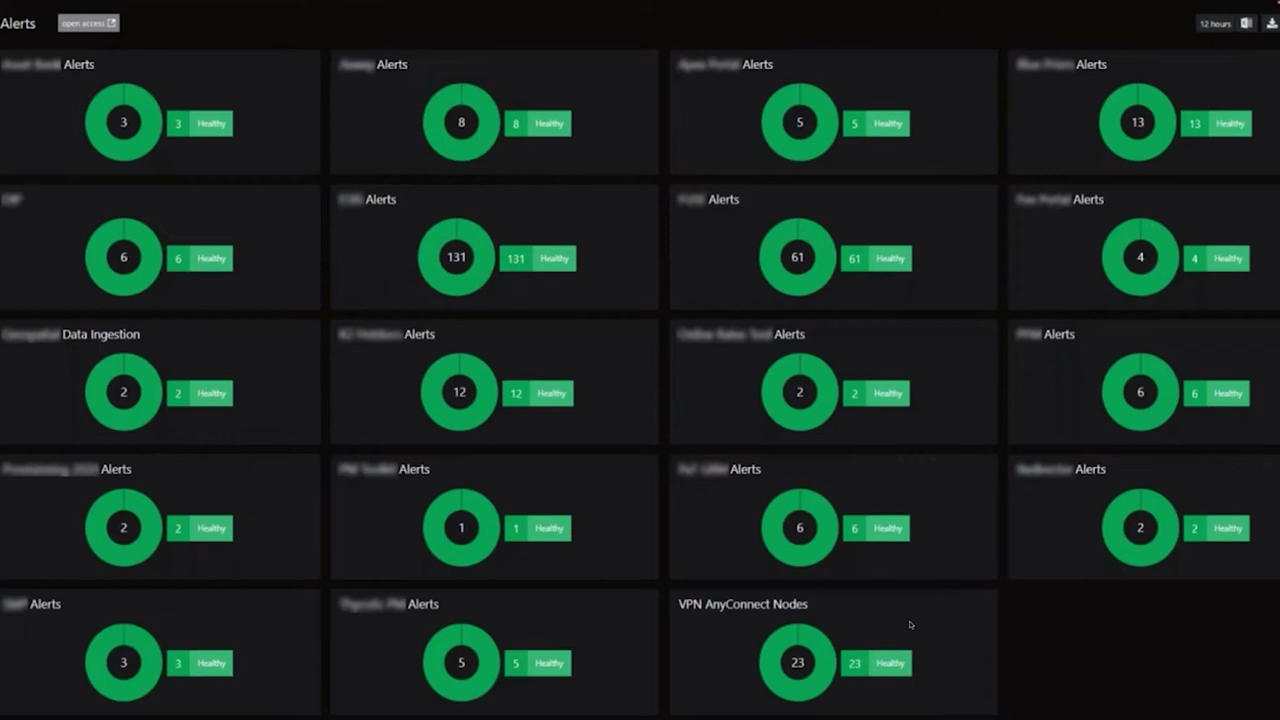 Alerts
open access
12 hours
Alerts
3
3 Healthy
Alerts
8
8 Healthy
Alerts
5
5 Healthy
Alerts
13
13 Healthy
6
6 Healthy
Alerts
131
131 Healthy
Alerts
61
61 Healthy
Alerts
4
4 Healthy
Data Ingestion
2
2 Healthy
Alerts
12
12 Healthy
Alerts
2
2 Healthy
Alerts
6
6 Healthy
Alerts
2
2 Healthy
Alerts
1
1 Healthy
Alerts
6
6 Healthy
Alerts
2
2 Healthy
Alerts
3
3 Healthy
Alerts
5
5 Healthy
VPN AnyConnect Nodes
23
23 Healthy